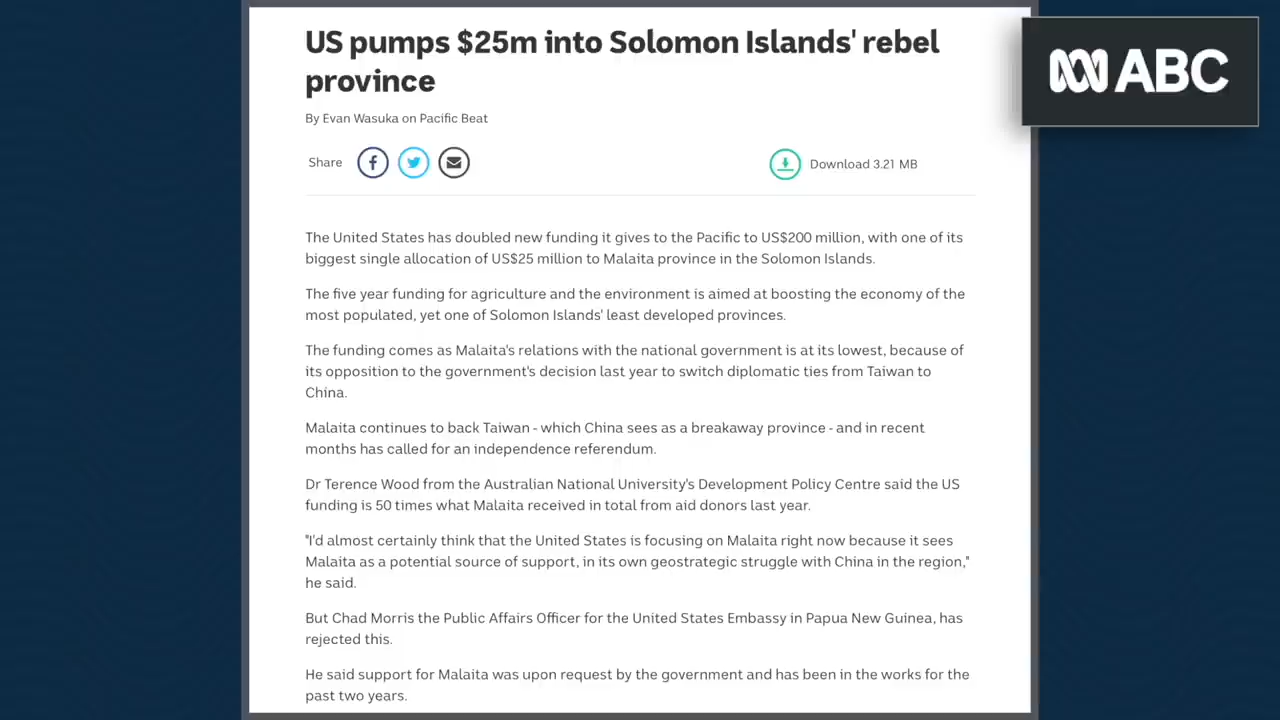 US pumps $25m into Solomon Islands' rebel
province
ABC
By Evan Wasuka on Pacific Beat
Share
Download 3.21 MB
The United States has doubled new funding it gives to the Pacific to US$200 million, with one of its
biggest single allocation of US$25 million to Malaita province in the Solomon Islands.
The five year funding for agriculture and the environment is aimed at boosting the economy of the
most populated, yet one of Solomon Islands' least developed provinces.
The funding comes as Malaita's relations with the national government is at its lowest, because of
its opposition to the government's decision last year to switch diplomatic ties from Taiwan to
China.
Malaita continues to back Taiwan - which China sees as a breakaway province - and in recent
months has called for an independence referendum.
Dr Terence Wood from the Australian National University's Development Policy Centre said the US
funding is 50 times what Malaita received in total from aid donors last year.
"I'd almost certainly think that the United States is focusing on Malaita right now because it sees
Malaita as a potential source of support, in its own geostrategic struggle with China in the region,"
he said.
But Chad Morris the Public Affairs Officer for the United States Embassy in Papua New Guinea, has
rejected this.
He said support for Malaita was upon request by the government and has been in the works for the
past two years.